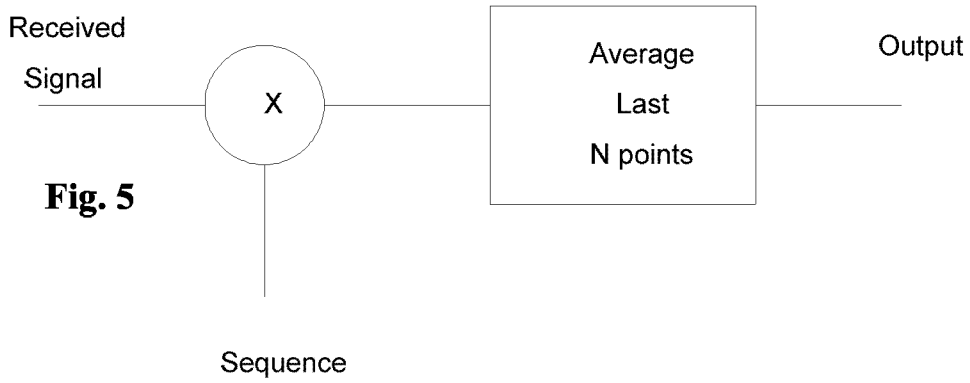 Received
Signal
X
Average
Last
N points
Output
Fig. 5
Sequence